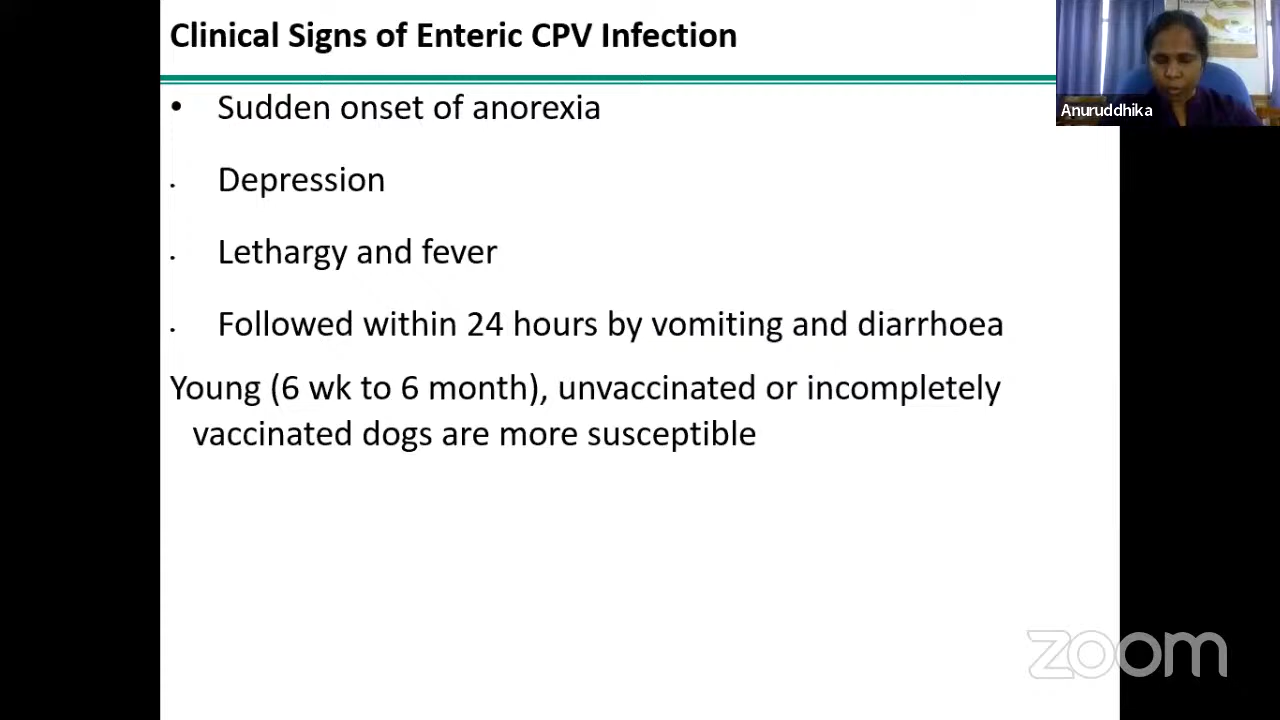 Clinical Signs of Enteric CPV Infection
Anuruddhika
• Sudden onset of anorexia
• Depression
• Lethargy and fever
• Followed within 24 hours by vomiting and diarrhoea
Young (6 wk to 6 month), unvaccinated or incompletely
vaccinated dogs are more susceptible
zoom